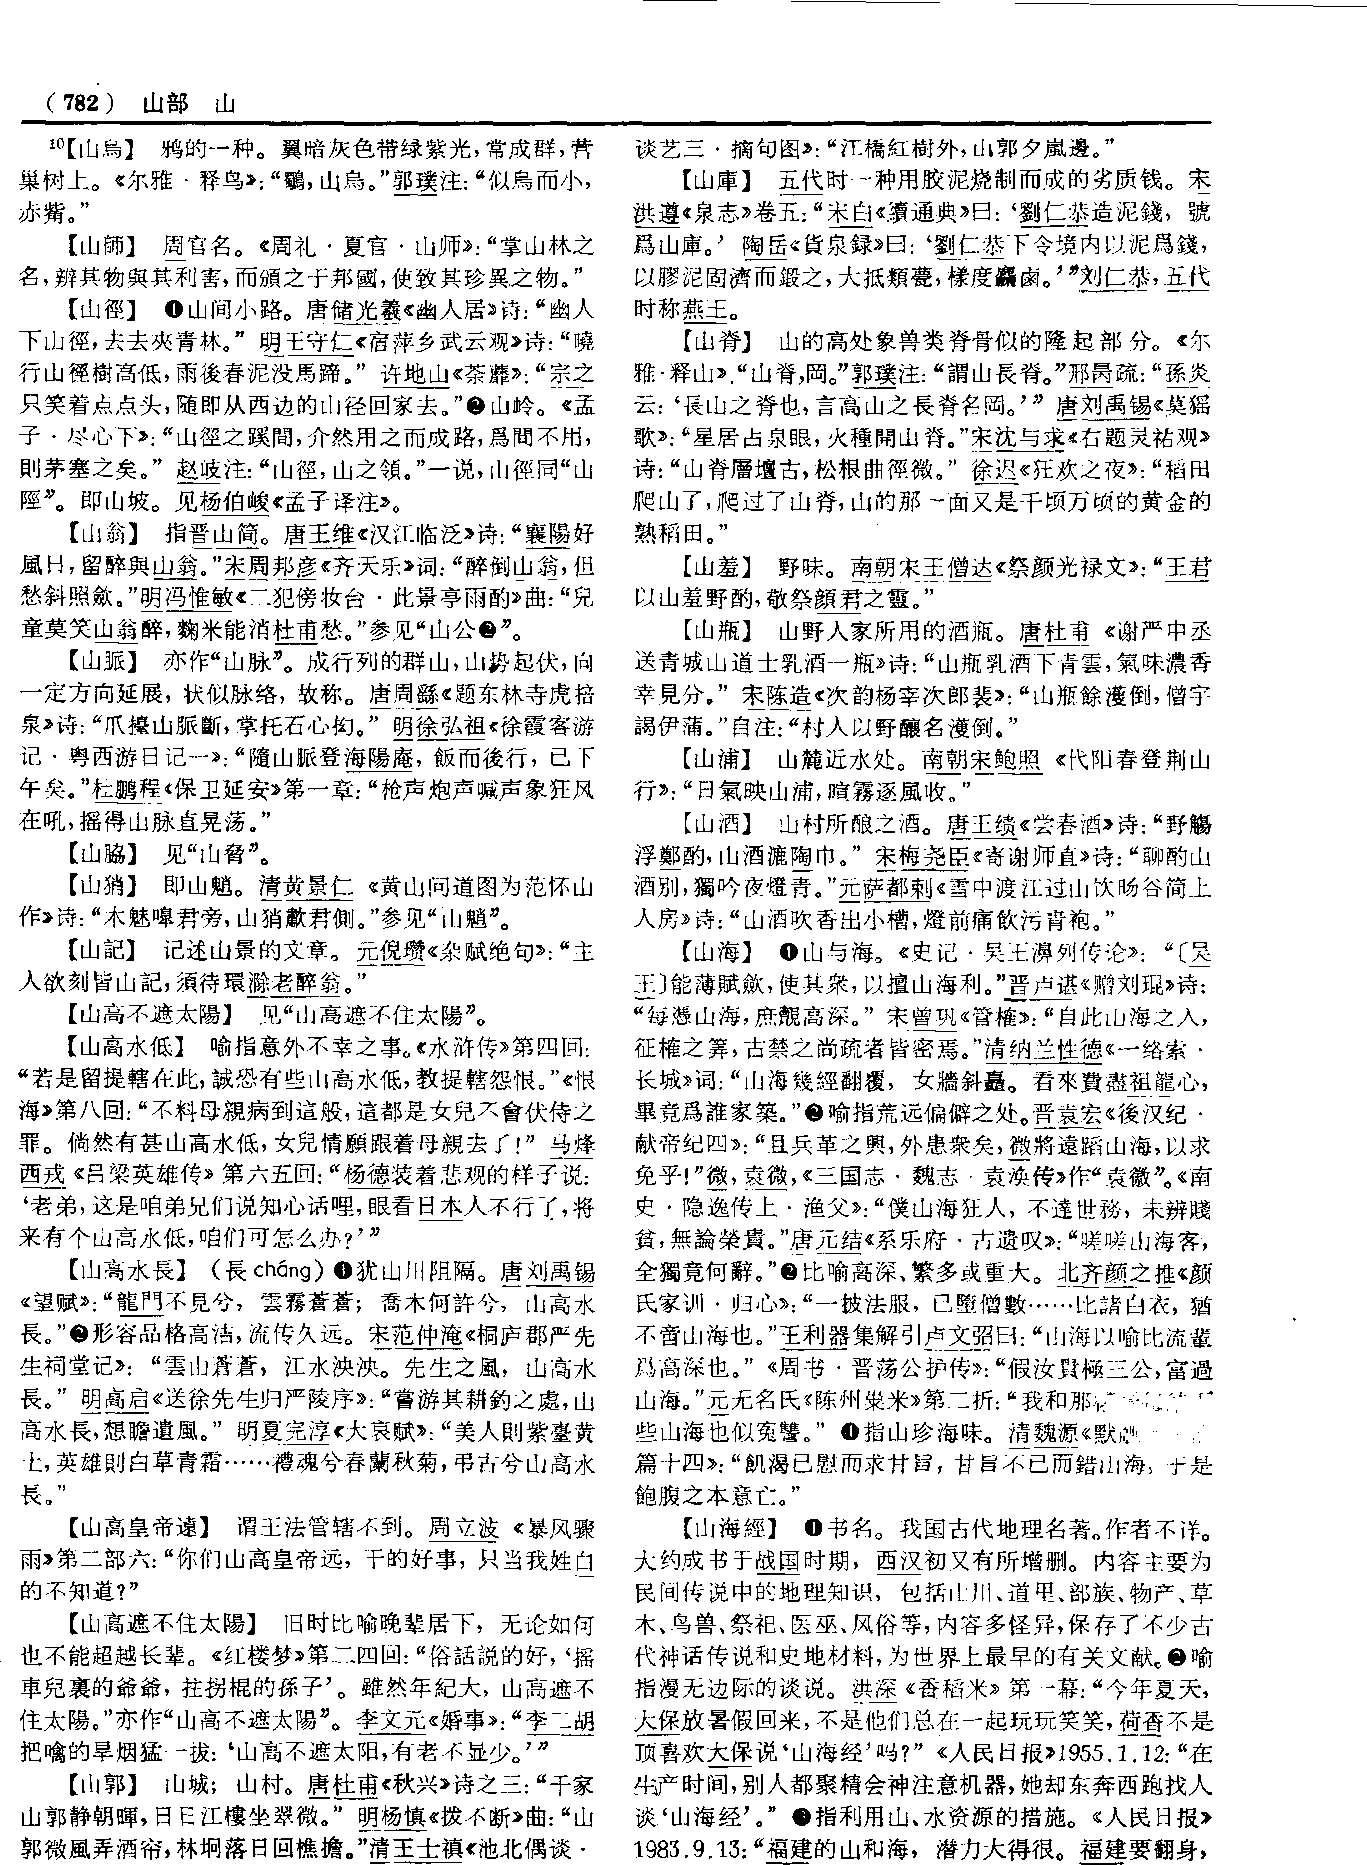 (782) 山部 山
¹⁰【山烏】 鸦的一种。翼暗灰色带绿紫光,常成群,营
巢树上。《尔雅·释鸟》:“鸒,山烏。”郭璞注:“似烏而小,
赤觜。”
【山師】 周官名。《周礼·夏官·山师》:“掌山林之
名,辨其物與其利害,而頒之于邦國,使致其珍異之物。”
【山徑】 ❶山间小路。唐储光羲《幽人居》诗:“幽人
下山徑,去去夾青林。” 明王守仁《宿萍乡武云观》诗:“曉
行山徑樹高低,雨後春泥没馬蹄。” 许地山《荼蘼》:“宗之
只笑着点点头,随即从西边的山径回家去。”❷山岭。《孟
子·尽心下》:“山徑之蹊間,介然用之而成路,爲間不用,
則茅塞之矣。” 赵岐注:“山徑,山之領。”一说,山徑同“山
陘”。即山坡。见杨伯峻《孟子译注》。
【山翁】 指晋山简。唐王维《汉江临泛》诗:“襄陽好
風日,留醉與山翁。”宋周邦彦《齐天乐》词:“醉倒山翁,但
愁斜照斂。”明冯惟敏《二犯傍妆台·此景亭雨酌》曲:“兒
童莫笑山翁醉,麴米能消杜甫愁。”参见“山公❷”。
【山脈】 亦作“山脉”。成行列的群山,山势起伏,向
一定方向延展,状似脉络,故称。唐周繇《题东林寺虎掊
泉》诗:“爪擡山脈斷,掌托石心拗。” 明徐弘祖《徐霞客游
记·粤西游日记一》:“隨山脈登海陽庵,飯而後行,已下
午矣。”杜鹏程《保卫延安》第一章:“枪声炮声喊声象狂风
在吼,摇得山脉直晃荡。”
【山脇】 见“山脅”。
【山猾】 即山魈。清黄景仁《黄山问道图为范怀山
作》诗:“木魅嘷君旁,山猾獻君側。”参见“山魈”。
【山記】 记述山景的文章。元倪瓒《杂赋绝句》:“主
人欲刻皆山記,須待環滁老醉翁。”
【山高不遮太陽】 见“山高遮不住太陽”。
【山高水低】 喻指意外不幸之事。《水浒传》第四回:
“若是留提轄在此,誠恐有些山高水低,教提轄怨恨。”《恨
海》第八回:“不料母親病到這般,這都是女兒不會伏侍之
罪。倘然有甚山高水低,女兒情願跟着母親去了!” 马烽
西戎《吕梁英雄传》第六五回:“杨德装着悲观的样子说:
‘老弟,这是咱弟兄们说知心话哩,眼看日本人不行了,将
来有个山高水低,咱们可怎么办?’”
【山高水長】 (長cháng)❶犹山川阻隔。唐刘禹锡
《望赋》:“龍門不見兮,雲霧蒼蒼;喬木何許兮,山高水
長。”❷形容品格高洁,流传久远。宋范仲淹《桐庐郡严先
生祠堂记》:“雲山蒼蒼,江水泱泱。先生之風,山高水
長。” 明高启《送徐先生归严陵序》:“嘗游其耕釣之處,山
高水長,想瞻遺風。” 明夏完淳《大哀赋》:“美人則紫臺黄
土,英雄則白草青霜……禮魂兮春蘭秋菊,弔古兮山高水
長。”
【山高皇帝遠】 谓王法管辖不到。周立波《暴风骤
雨》第二部六:“你们山高皇帝远,干的好事,只当我姓白
的不知道?”
【山高遮不住太陽】 旧时比喻晚辈居下,无论如何
也不能超越长辈。《红楼梦》第二四回:“俗話説的好,‘摇
車兒裏的爺爺,拄拐棍的孫子’。雖然年紀大,山高遮不
住太陽。”亦作“山高不遮太陽”。李文元《婚事》:“李二胡
把噙的旱烟猛一拔:‘山高不遮太阳,有老不显少。’”
【山郭】 山城;山村。唐杜甫《秋兴》诗之三:“千家
山郭静朝暉,日日江樓坐翠微。” 明杨慎《拨不断》曲:“山
郭微風弄酒帘,林坰落日回樵擔。”清王士禛《池北偶谈·
谈艺三·摘句图》:“江橋紅樹外,山郭夕嵐邊。”
【山庫】 五代时一种用胶泥烧制而成的劣质钱。宋
洪遵《泉志》卷五:“宋白《續通典》曰:‘劉仁恭造泥錢,號
爲山庫。’ 陶岳《貨泉録》曰:‘劉仁恭下令境内以泥爲錢,
以膠泥固濟而鍛之,大抵類甍,樣度麤鹵。’”刘仁恭,五代
时称燕王。
【山脊】 山的高处象兽类脊骨似的隆起部分。《尔
雅·释山》:“山脊,岡。”郭璞注:“謂山長脊。”邢昺疏:“孫炎
云:‘長山之脊也,言高山之長脊名岡。’” 唐刘禹锡《莫猺
歌》:“星居占泉眼,火種開山脊。”宋沈与求《石题灵祐观》
诗:“山脊層壇古,松根曲徑微。” 徐迟《狂欢之夜》:“稻田
爬山了,爬过了山脊,山的那一面又是千顷万顷的黄金的
熟稻田。”
【山羞】 野味。南朝宋王僧达《祭颜光禄文》:“王君
以山羞野酌,敬祭顔君之靈。”
【山瓶】 山野人家所用的酒瓶。唐杜甫《谢严中丞
送青城山道士乳酒一瓶》诗:“山瓶乳酒下青雲,氣味濃香
幸見分。” 宋陈造《次韵杨宰次郎裴》:“山瓶餘濩倒,僧宇
謁伊蒲。”自注:“村人以野釀名濩倒。”
【山浦】 山麓近水处。南朝宋鲍照《代阳春登荆山
行》:“日氣映山浦,暄霧逐風收。”
【山酒】 山村所酿之酒。唐王绩《尝春酒》诗:“野觴
浮鄭酌,山酒漉陶巾。” 宋梅尧臣《寄谢师直》诗:“聊酌山
酒别,獨吟夜燈青。”元萨都剌《雪中渡江过山饮旸谷简上
人房》诗:“山酒吹香出小槽,燈前痛飲污青袍。”
【山海】 ❶山与海。《史记·吴王濞列传论》:“〔吴
王〕能薄賦斂,使其衆,以擅山海利。”晋卢谌《赠刘琨》诗:
“每憑山海,庶覿高深。” 宋曾巩《管榷》:“自此山海之入,
征榷之筭,古禁之尚疏者皆密焉。”清纳兰性德《一络索·
长城》词:“山海幾經翻覆,女牆斜矗。看來費盡祖龍心,
畢竟爲誰家築。”❷喻指荒远偏僻之处。晋袁宏《後汉纪·
献帝纪四》:“且兵革之興,外患衆矣,微將遠蹈山海,以求
免乎!”微,袁微,《三国志·魏志·袁涣传》作“袁徽”。《南
史·隐逸传上·渔父》:“僕山海狂人,不達世務,未辨賤
貧,無論榮貴。”唐元结《系乐府·古遗叹》:“嗟嗟山海客,
全獨竟何辭。”❷比喻高深、繁多或重大。北齐颜之推《颜
氏家训·归心》:“一披法服,已墮僧數……比諸白衣,猶
不啻山海也。”王利器集解引卢文弨曰:“山海以喻比流輩
爲高深也。” 《周书·晋荡公护传》:“假汝貴極三公,富過
山海。”元无名氏《陈州粜米》第二折:“我和那
些山海也似冤讐。” ❹指山珍海味。清魏源《默
篇十四》:“飢渴已慰而求甘旨,甘旨不已而錯山海,于是
飽腹之本意亡。”
【山海經】 ❶书名。我国古代地理名著。作者不详。
大约成书于战国时期,西汉初又有所增删。内容主要为
民间传说中的地理知识,包括山川、道里、部族、物产、草
木、鸟兽、祭祀、医巫、风俗等,内容多怪异,保存了不少古
代神话传说和史地材料,为世界上最早的有关文献。❷喻
指漫无边际的谈说。洪深《香稻米》第一幕:“今年夏天,
大保放暑假回来,不是他们总在一起玩玩笑笑,荷香不是
顶喜欢大保说‘山海经’吗?” 《人民日报》1955.1.12:“在
生产时间,别人都聚精会神注意机器,她却东奔西跑找人
谈‘山海经’。” ❸指利用山、水资源的措施。《人民日报》
1983.9.13:“福建的山和海,潜力大得很。福建要翻身,